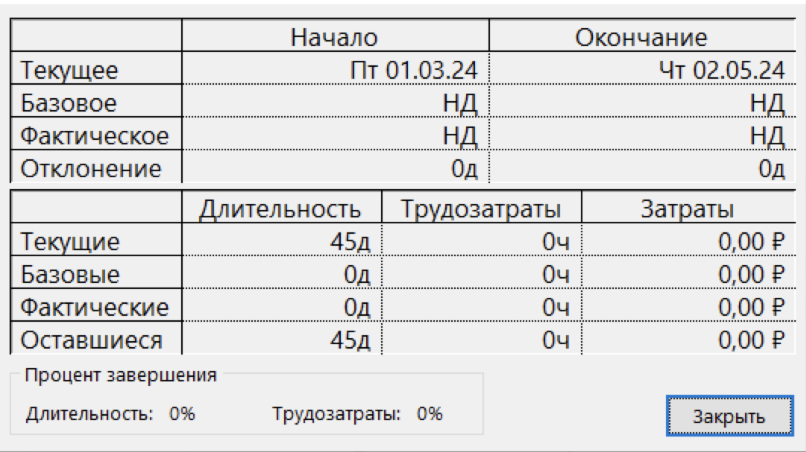 Начало Окончание
Текущее Пт 01.03.24 Чт 02.05.24
Базовое НД НД
Фактическое НД НД
Отклонение 0д 0д
Длительность Трудозатраты Затраты
Текущие 45д 0ч 0,00 ₽
Базовые 0д 0ч 0,00 ₽
Фактические 0д 0ч 0,00 ₽
Оставшиеся 45д 0ч 0,00 ₽
Процент завершения
Длительность: 0% Трудозатраты: 0% Закрыть